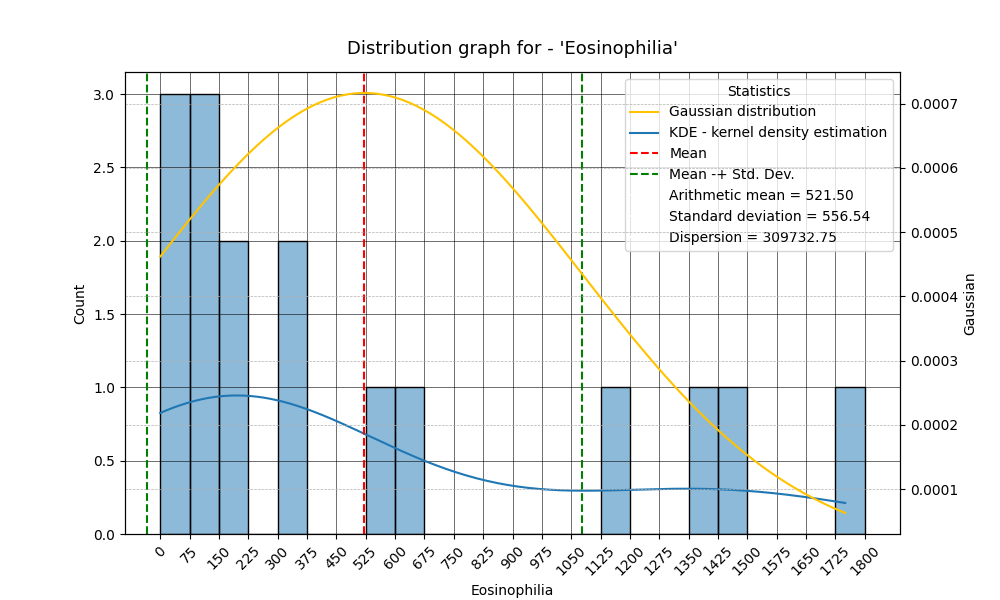 Distribution graph for - 'Eosinophilia'
Statistics
Gaussian distribution
KDE - kernel density estimation
Mean
Mean -+ Std. Dev.
Arithmetic mean = 521.50
Standard deviation = 556.54
Dispersion = 309732.75
Count
3.0
2.5
2.0
1.5
1.0
0.5
0.0
0.0007
0.0006
0.0005
0.0004
0.0003
0.0002
0.0001
Gaussian
0 75 150 225 300 375 450 525 600 675 750 825 900 975 1050 1125 1200 1275 1350 1425 1500 1575 1650 1725 1800
Eosinophilia